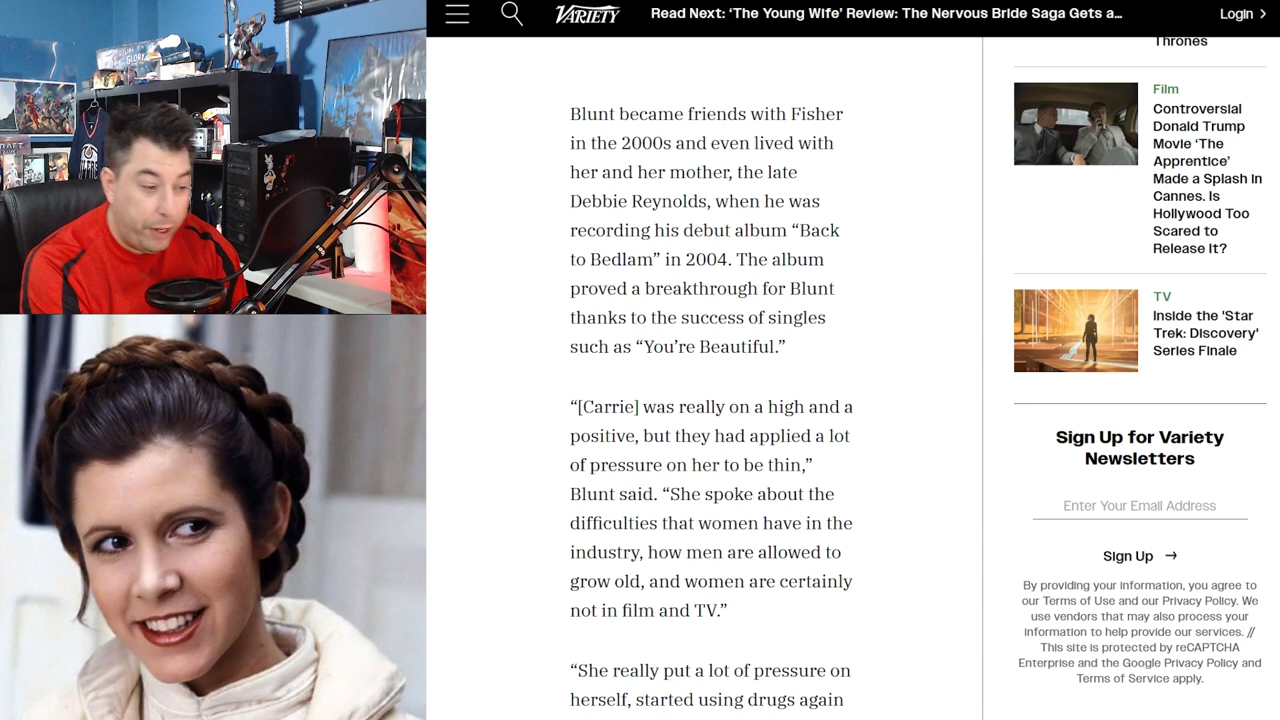 VARIETY
Read Next: ‘The Young Wife’ Review: The Nervous Bride Saga Gets a…
Login
Blunt became friends with Fisher
in the 2000s and even lived with
her and her mother, the late
Debbie Reynolds, when he was
recording his debut album “Back
to Bedlam” in 2004. The album
proved a breakthrough for Blunt
thanks to the success of singles
such as “You’re Beautiful.”
“[Carrie] was really on a high and a
positive, but they had applied a lot
of pressure on her to be thin,”
Blunt said. “She spoke about the
difficulties that women have in the
industry, how men are allowed to
grow old, and women are certainly
not in film and TV.”
“She really put a lot of pressure on
herself, started using drugs again
Thrones
Film
Controversial
Donald Trump
Movie ‘The
Apprentice’
Made a Splash in
Cannes. Is
Hollywood Too
Scared to
Release It?
TV
Inside the 'Star
Trek: Discovery'
Series Finale
Sign Up for Variety
Newsletters
Enter Your Email Address
Sign Up →
By providing your information, you agree to
our Terms of Use and our Privacy Policy. We
use vendors that may also process your
information to help provide our services. //
This site is protected by reCAPTCHA
Enterprise and the Google Privacy Policy and
Terms of Service apply.